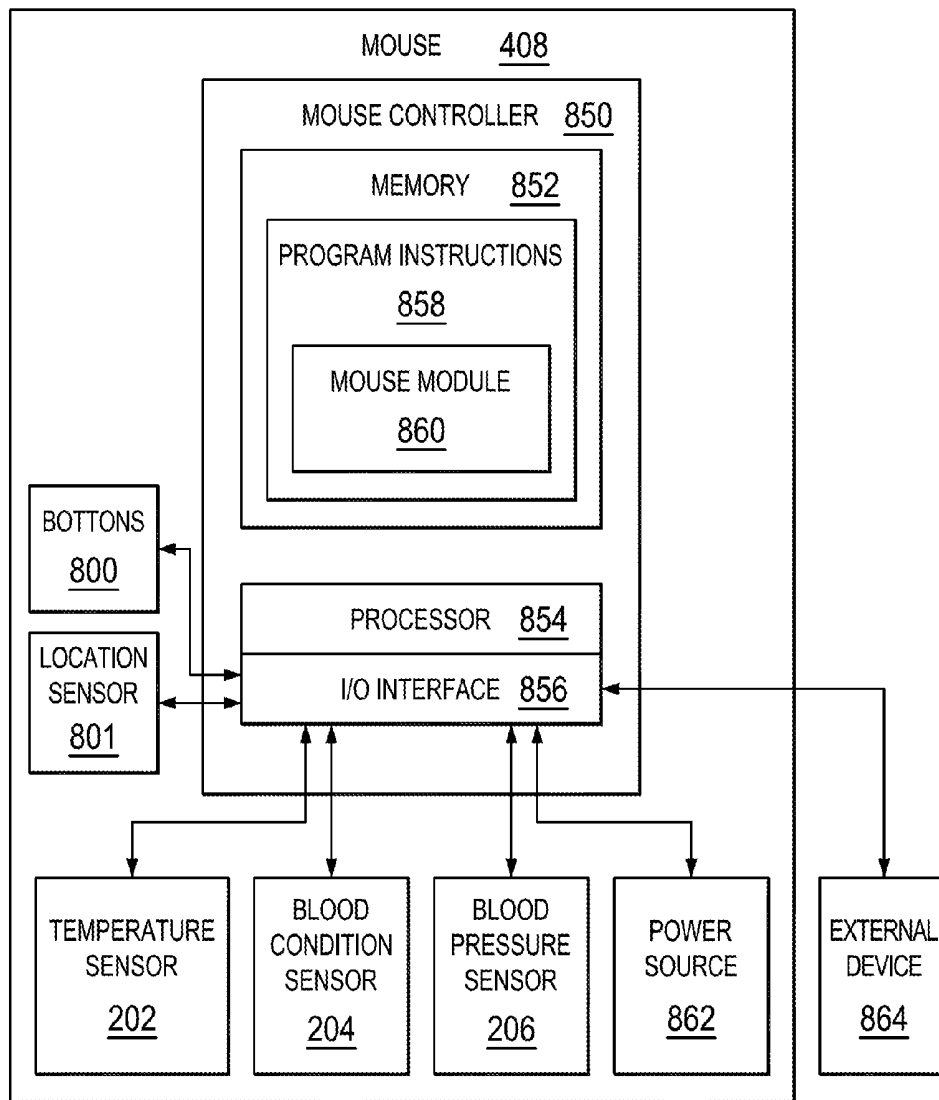 MOUSE 408
MOUSE CONTROLLER 850
MEMORY 852
PROGRAM INSTRUCTIONS
858
MOUSE MODULE
860
BOTTONS
800
LOCATION
SENSOR
801
PROCESSOR 854
I/O INTERFACE 856
TEMPERATURE
SENSOR
202
BLOOD
CONDITION
SENSOR
204
BLOOD
PRESSURE
SENSOR
206
POWER
SOURCE
862
EXTERNAL
DEVICE
864